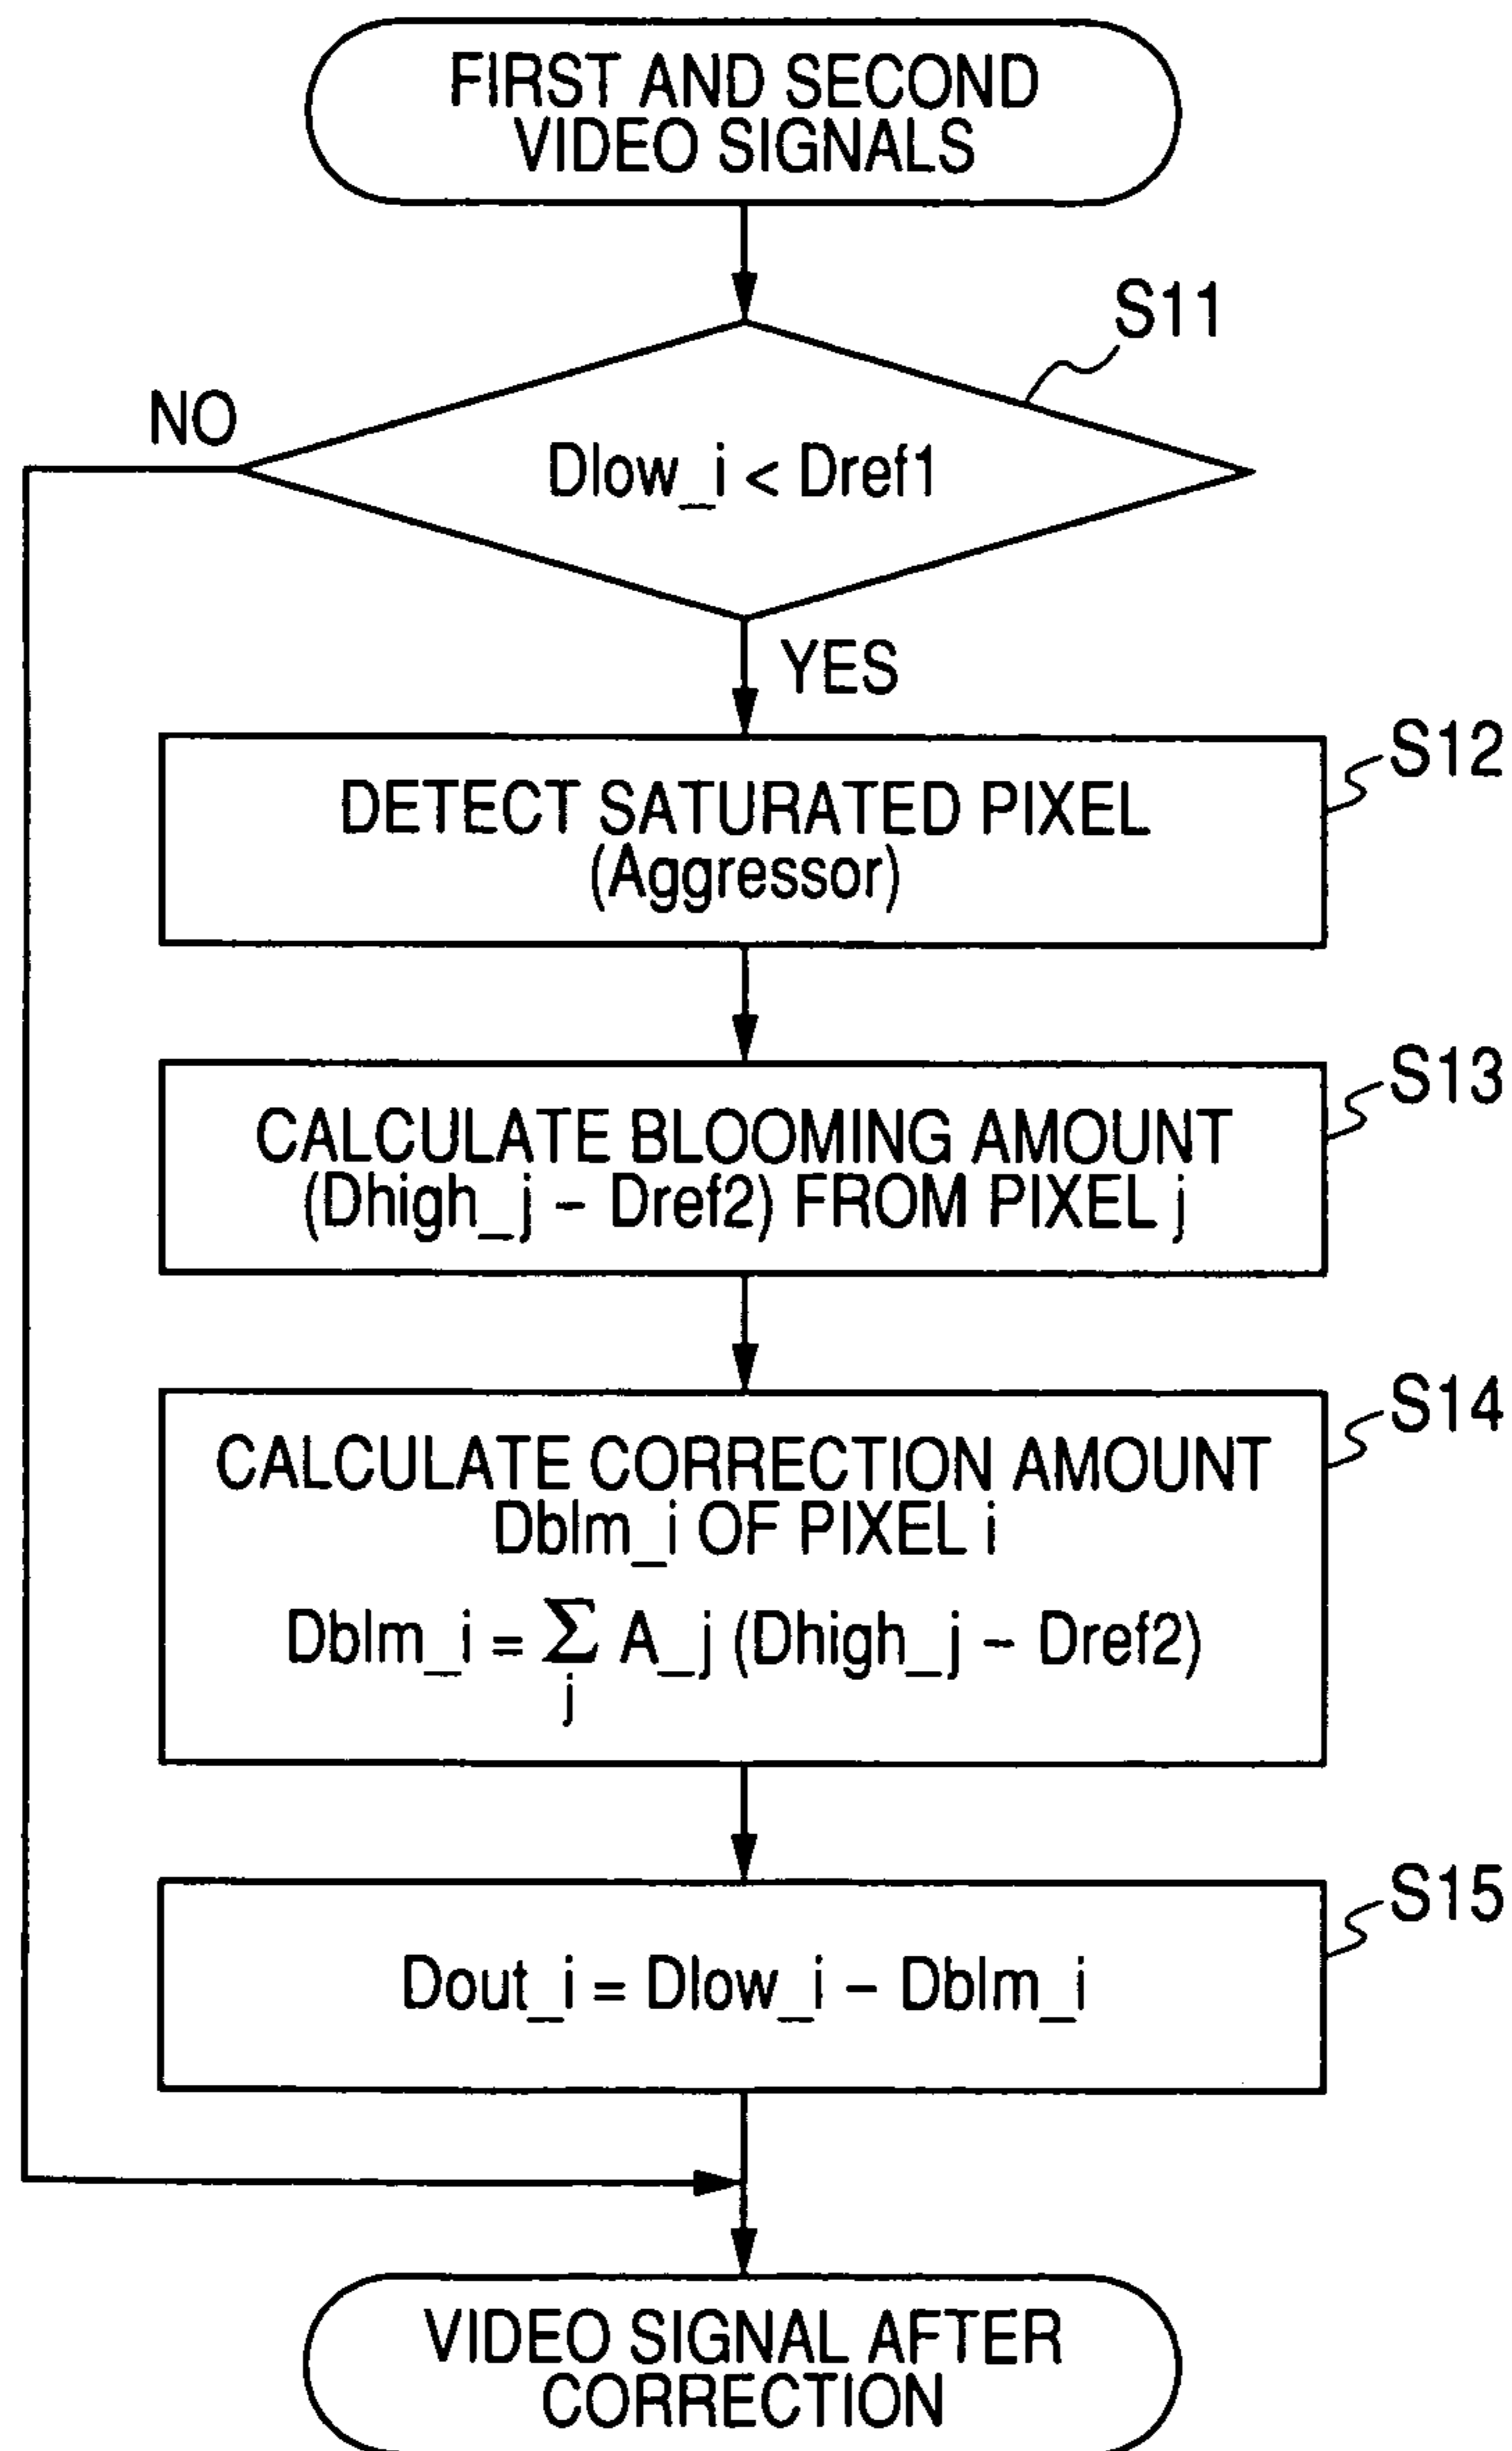 FIRST AND SECOND
VIDEO SIGNALS
S11
NO
Dlow_i < Dref1
YES
S12
DETECT SATURATED PIXEL
(Aggressor)
S13
CALCULATE BLOOMING AMOUNT
(Dhigh_j – Dref2) FROM PIXEL j
S14
CALCULATE CORRECTION AMOUNT
Dblm_i OF PIXEL i
Dblm_i = Σ A_j (Dhigh_j – Dref2)
j
S15
Dout_i = Dlow_i – Dblm_i
VIDEO SIGNAL AFTER
CORRECTION